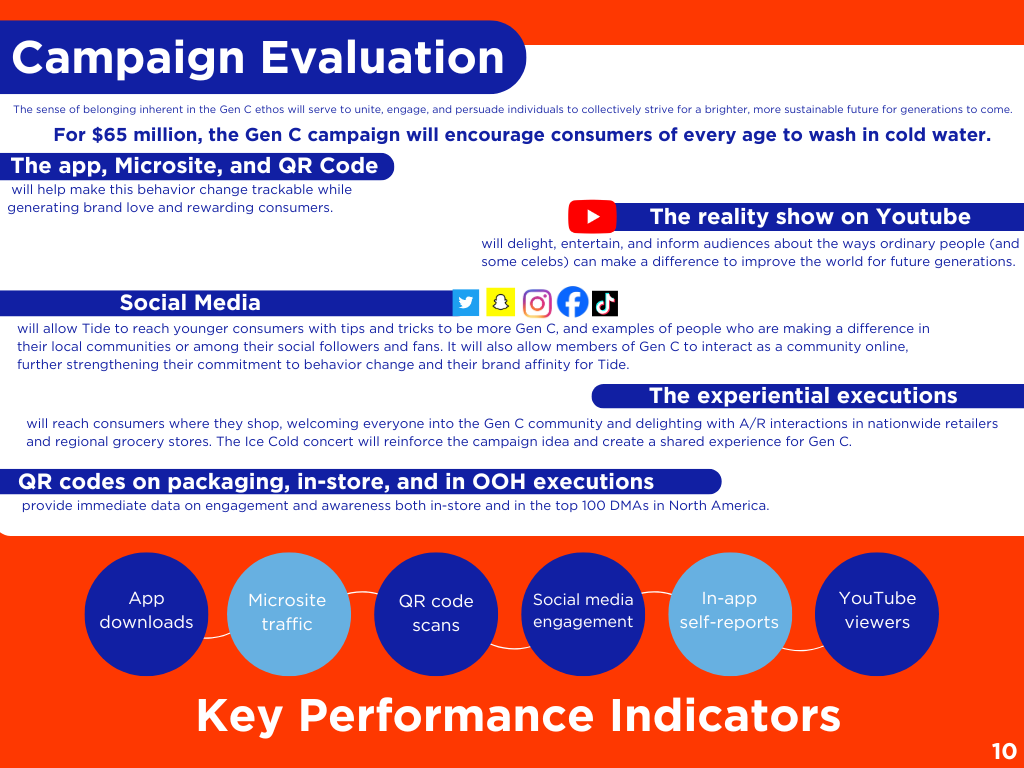 Campaign Evaluation
The sense of belonging inherent in the Gen C ethos will serve to unite, engage, and persuade individuals to collectively strive for a brighter, more sustainable future for generations to come.
For $65 million, the Gen C campaign will encourage consumers of every age to wash in cold water.
The app, Microsite, and QR Code
will help make this behavior change trackable while
generating brand love and rewarding consumers.
The reality show on Youtube
will delight, entertain, and inform audiences about the ways ordinary people (and
some celebs) can make a difference to improve the world for future generations.
Social Media
will allow Tide to reach younger consumers with tips and tricks to be more Gen C, and examples of people who are making a difference in
their local communities or among their social followers and fans. It will also allow members of Gen C to interact as a community online,
further strengthening their commitment to behavior change and their brand affinity for Tide.
The experiential executions
will reach consumers where they shop, welcoming everyone into the Gen C community and delighting with A/R interactions in nationwide retailers
and regional grocery stores. The Ice Cold concert will reinforce the campaign idea and create a shared experience for Gen C.
QR codes on packaging, in-store, and in OOH executions
provide immediate data on engagement and awareness both in-store and in the top 100 DMAs in North America.
App
downloads
Microsite
traffic
QR code
scans
Social media
engagement
In-app
self-reports
YouTube
viewers
Key Performance Indicators
10